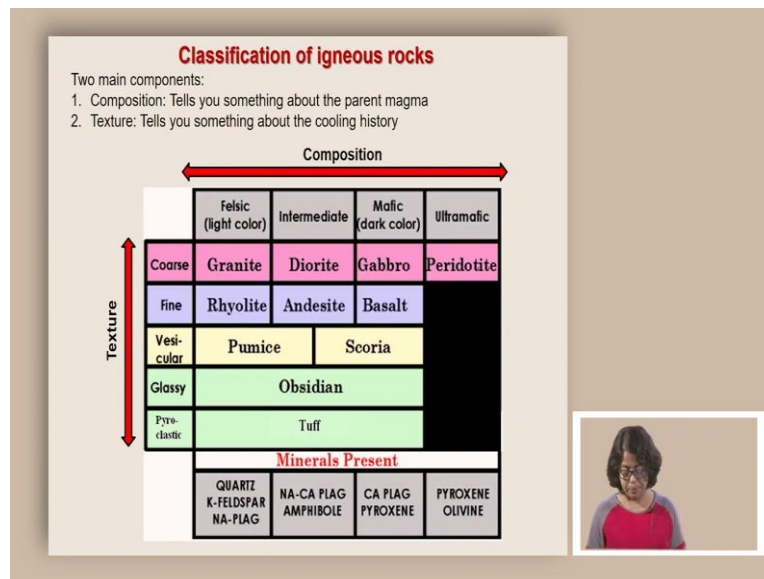 Classification of igneous rocks
Two main components:
1. Composition: Tells you something about the parent magma
2. Texture: Tells you something about the cooling history
Composition
Felsic
(light color)
Intermediate
Mafic
(dark color)
Ultramafic
Texture
Coarse
Granite
Diorite
Gabbro
Peridotite
Fine
Rhyolite
Andesite
Basalt
Vesi-
cular
Pumice
Scoria
Glassy
Obsidian
Pyro-
clastic
Tuff
Minerals Present
QUARTZ
K-FELDSPAR
NA-PLAG
NA-CA PLAG
AMPHIBOLE
CA PLAG
PYROXENE
PYROXENE
OLIVINE